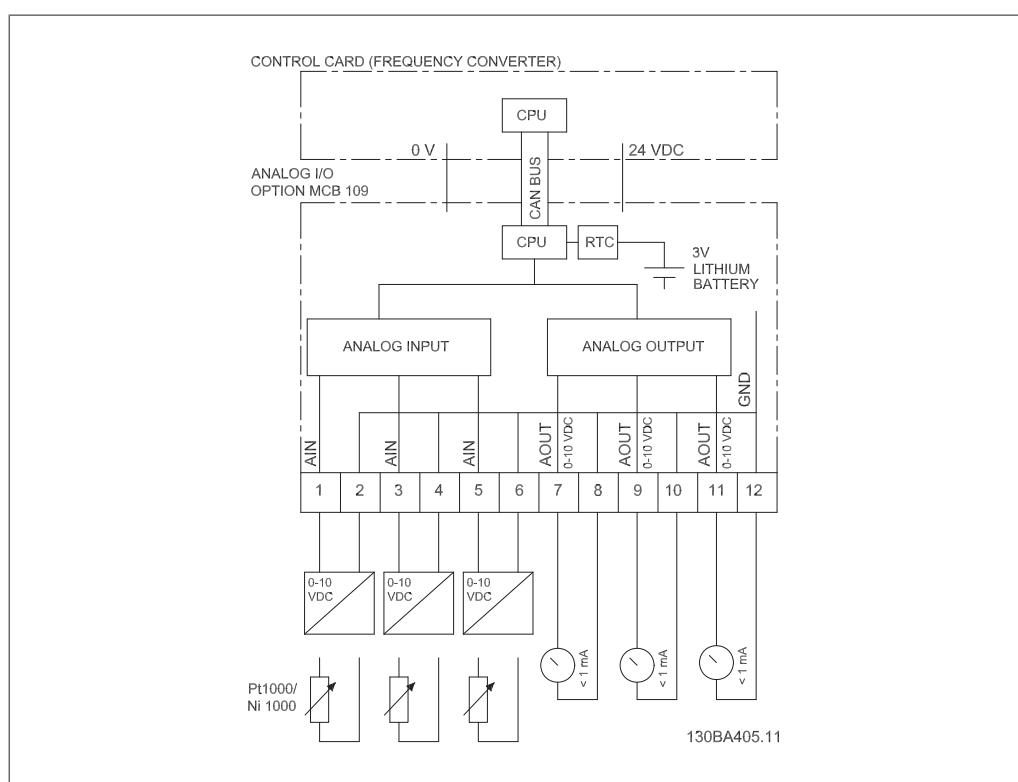 CONTROL CARD (FREQUENCY CONVERTER)
CPU
0 V
24 VDC
CAN BUS
ANALOG I/O
OPTION MCB 109
CPU
RTC
3V
LITHIUM
BATTERY
ANALOG INPUT
ANALOG OUTPUT
GND
AIN
AIN
AIN
AOUT
0-10 VDC
AOUT
0-10 VDC
AOUT
0-10 VDC
1 2 3 4 5 6 7 8 9 10 11 12
0-10
VDC
0-10
VDC
0-10
VDC
< 1 mA
< 1 mA
< 1 mA
Pt1000/
Ni 1000
130BA405.11